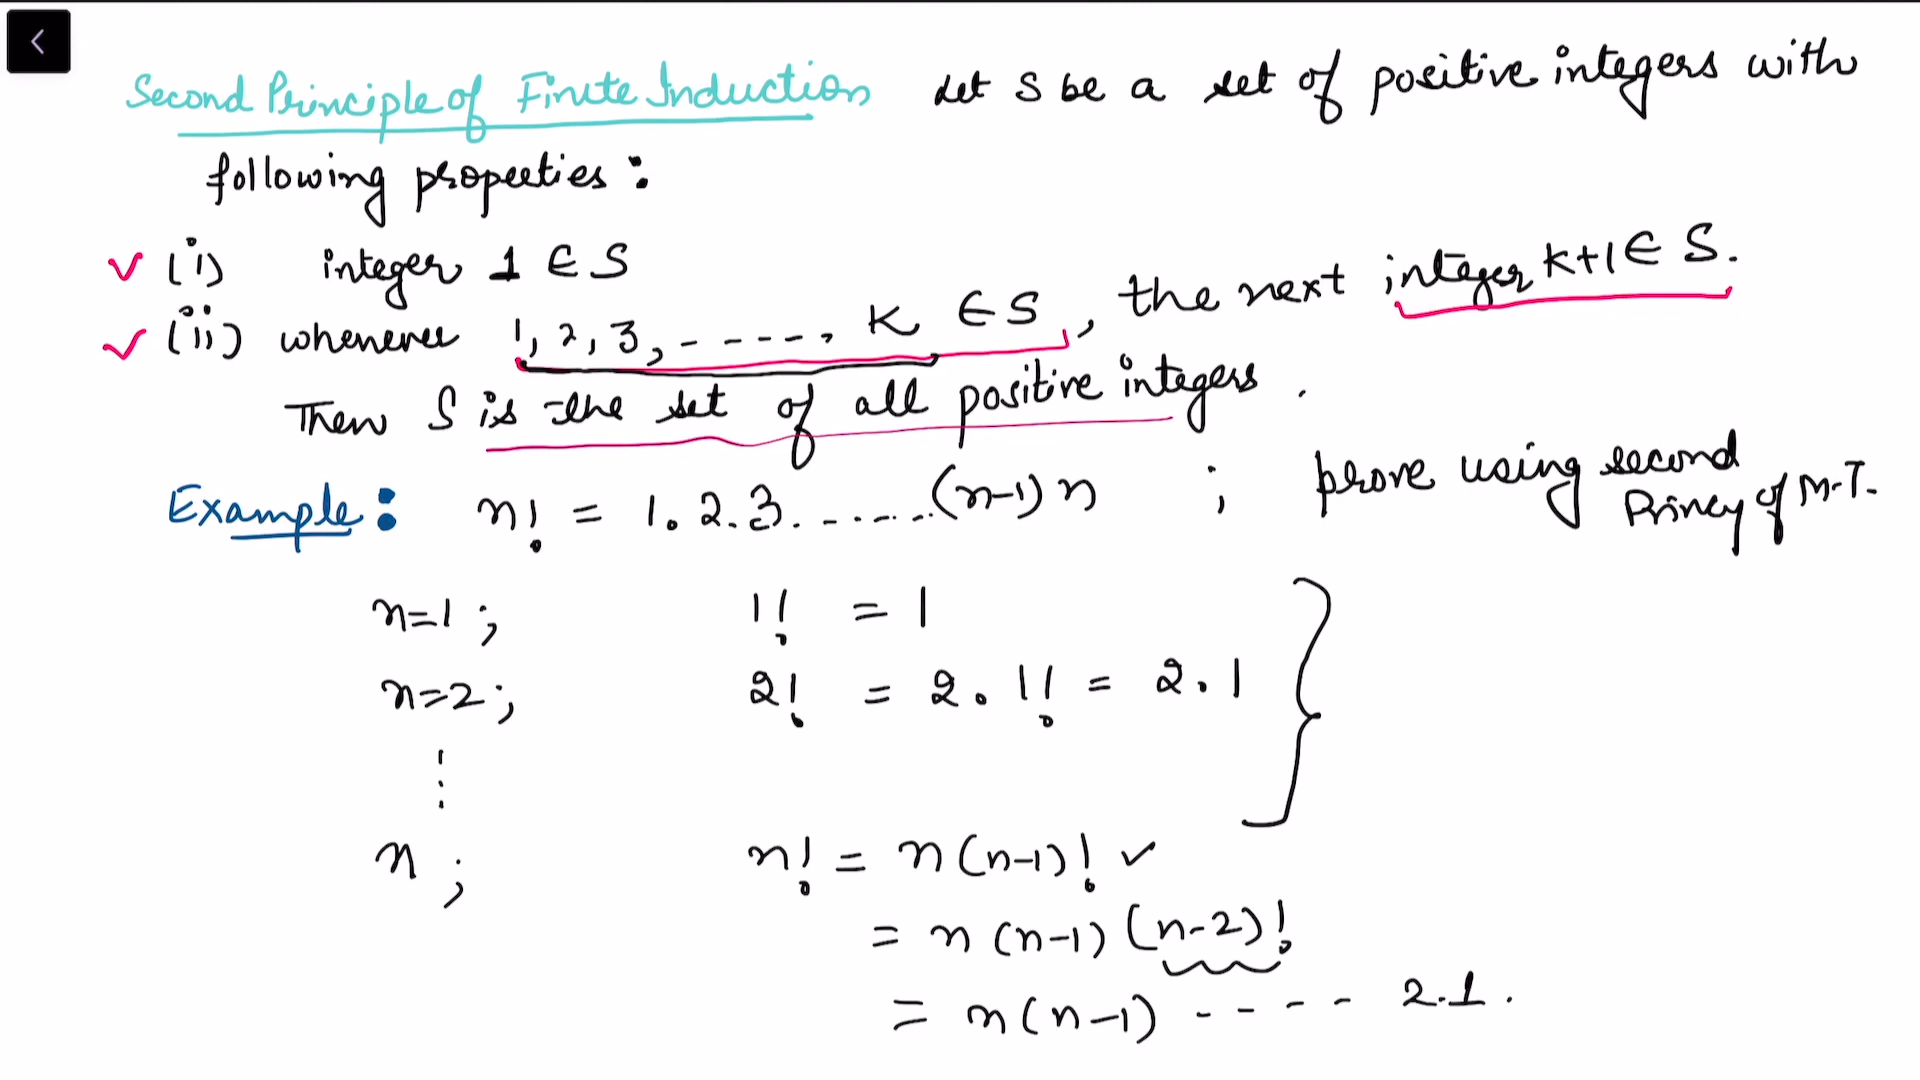 Second Principle of Finite Induction Let S be a set of positive integers with
following properties :
(i) integer 1 ∈ S
(ii) whenever 1, 2, 3, ------, K ∈ S, the next integer K+1 ∈ S.
Then S is the set of all positive integers.
Example : n! = 1. 2. 3. ------- (n-1) n ; prove using second
Princy of M.I.
n=1 ; 1! = 1
n=2 ; 2! = 2. 1! = 2. 1
⋮
n ; n! = n (n-1)! ✓
= n (n-1) (n-2)!
= n (n-1) ---- 2.1.